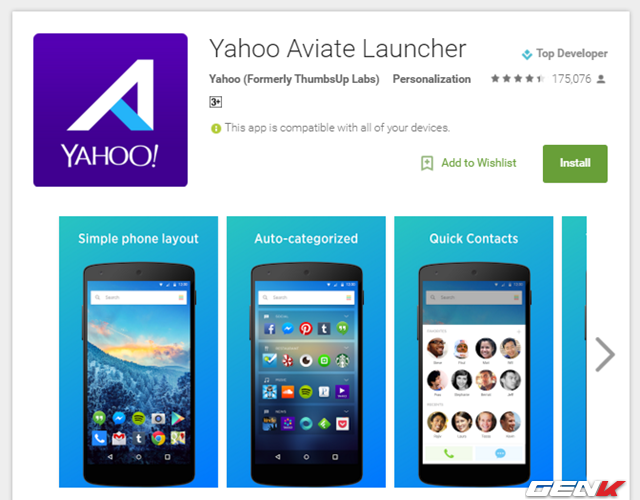 Yahoo Aviate Launcher
Top Developer
Yahoo (Formerly ThumbsUp Labs) Personalization 175,076
3+
This app is compatible with all of your devices.
Add to Wishlist Install
YAHOO!
Simple phone layout Auto-categorized Quick Contacts
Search Search Search
GENK